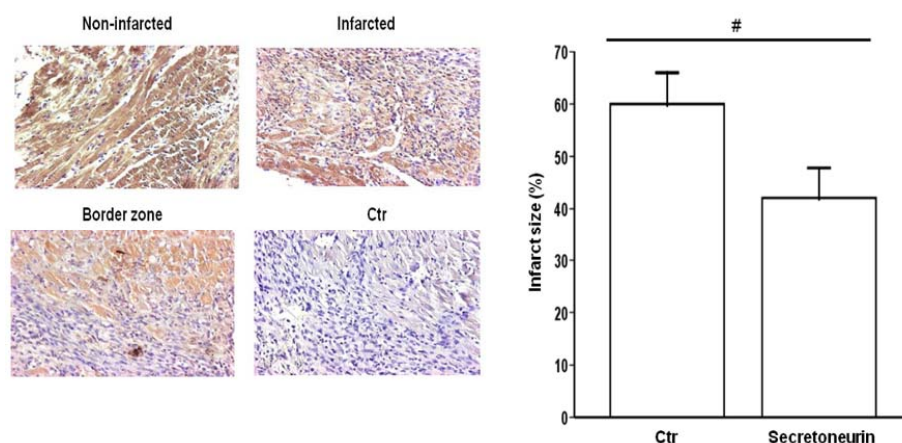 Non-infarcted
Infarcted
Border zone
Ctr
#
Infarct size (%)
70
60
50
40
30
20
10
0
Ctr
Secretoneurin